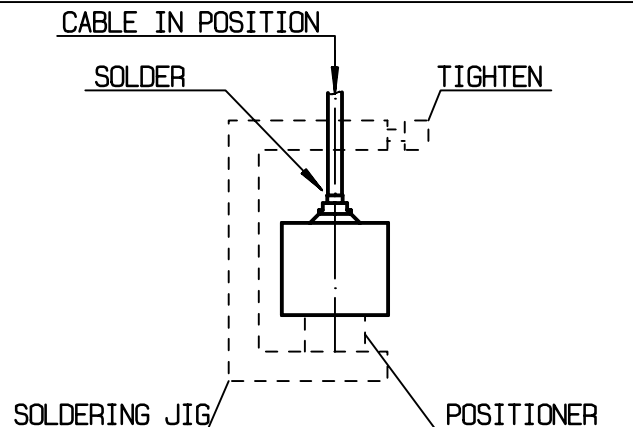 CABLE IN POSITION
SOLDER
TIGHTEN
SOLDERING JIG
POSITIONER